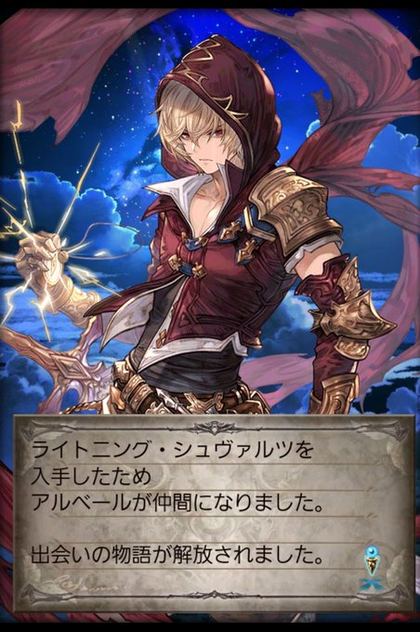 ライトニング・シュヴァルツを
入手したため
アルベールが仲間になりました。
出会いの物語が解放されました。